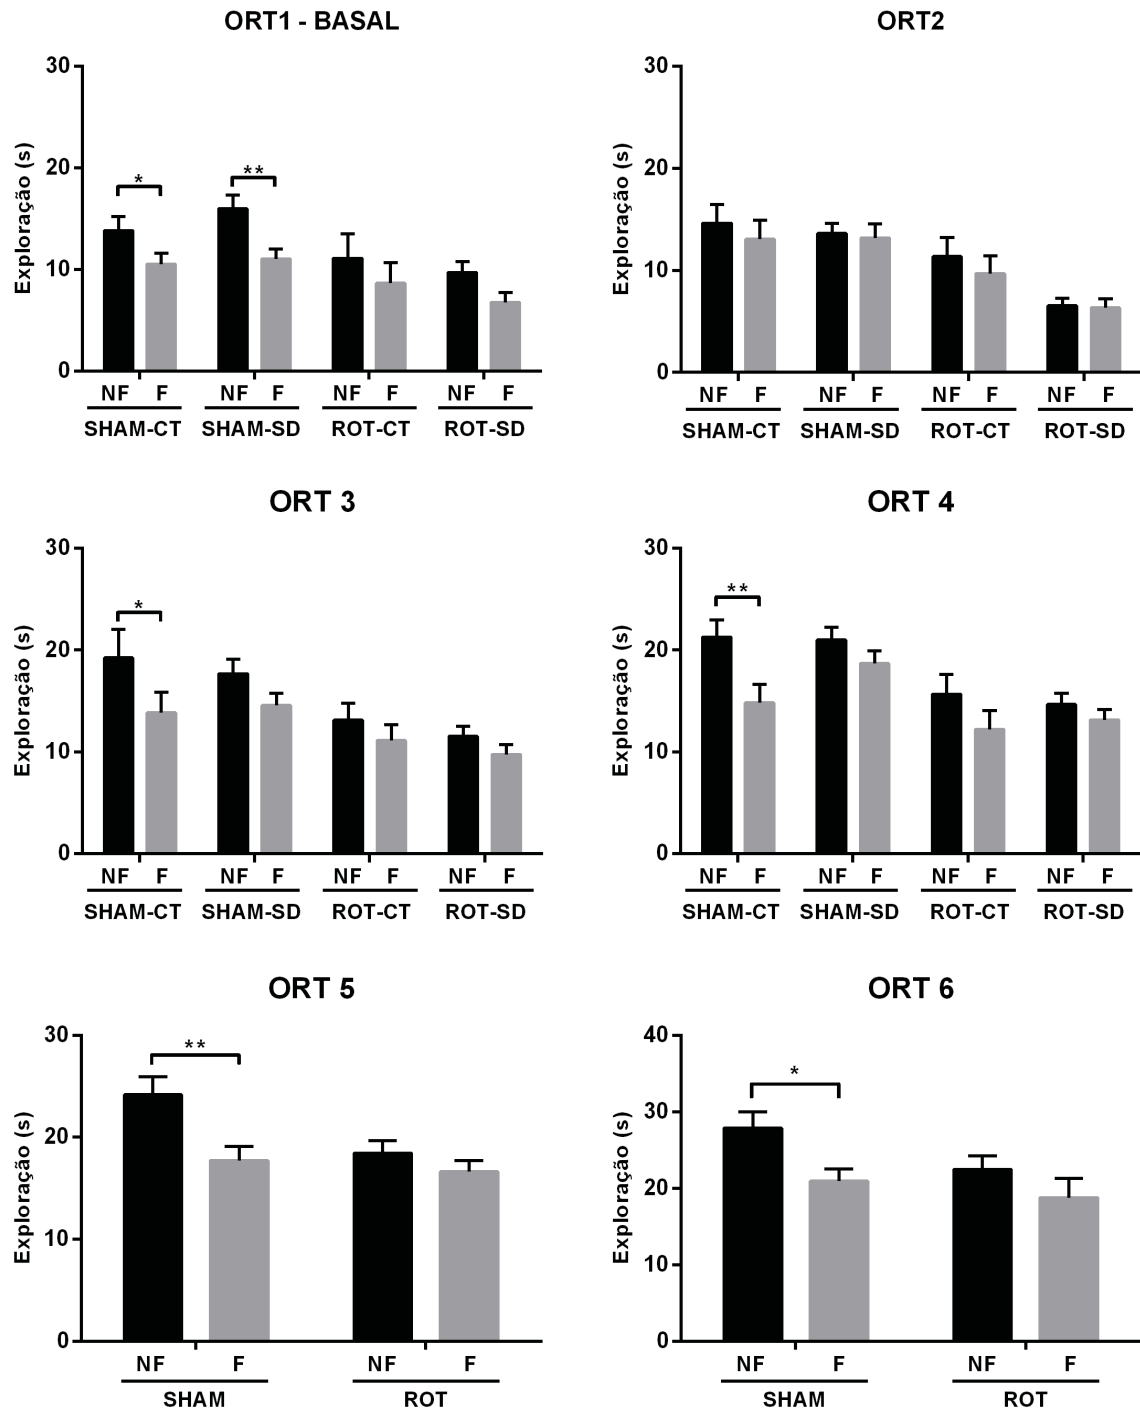 ORT1 - BASAL
Exploração (s)
30
20
10
0
*
**
NF F NF F NF F NF F
SHAM-CT SHAM-SD ROT-CT ROT-SD
ORT2
Exploração (s)
30
20
10
0
NF F NF F NF F NF F
SHAM-CT SHAM-SD ROT-CT ROT-SD
ORT 3
Exploração (s)
30
20
10
0
*
NF F NF F NF F NF F
SHAM-CT SHAM-SD ROT-CT ROT-SD
ORT 4
Exploração (s)
30
20
10
0
**
NF F NF F NF F NF F
SHAM-CT SHAM-SD ROT-CT ROT-SD
ORT 5
Exploração (s)
30
20
10
0
**
NF F NF F
SHAM ROT
ORT 6
Exploração (s)
40
30
20
10
0
*
NF F NF F
SHAM ROT